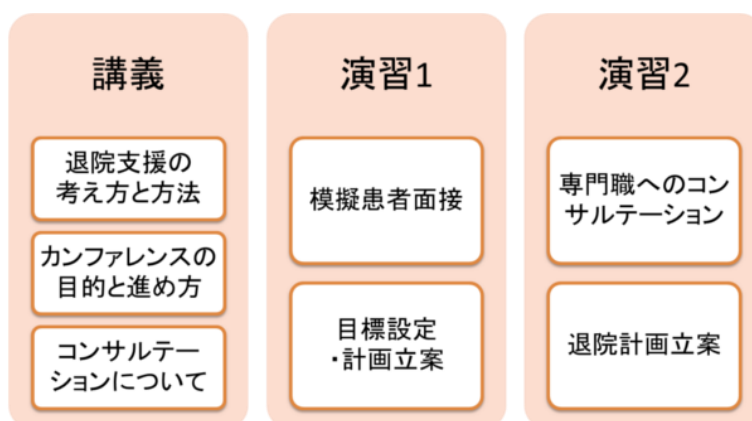 講義
退院支援の
考え方と方法
カンファレンスの
目的と進め方
コンサルテー
ションについて
演習1
模擬患者面接
目標設定
・計画立案
演習2
専門職へのコン
サルテーション
退院計画立案